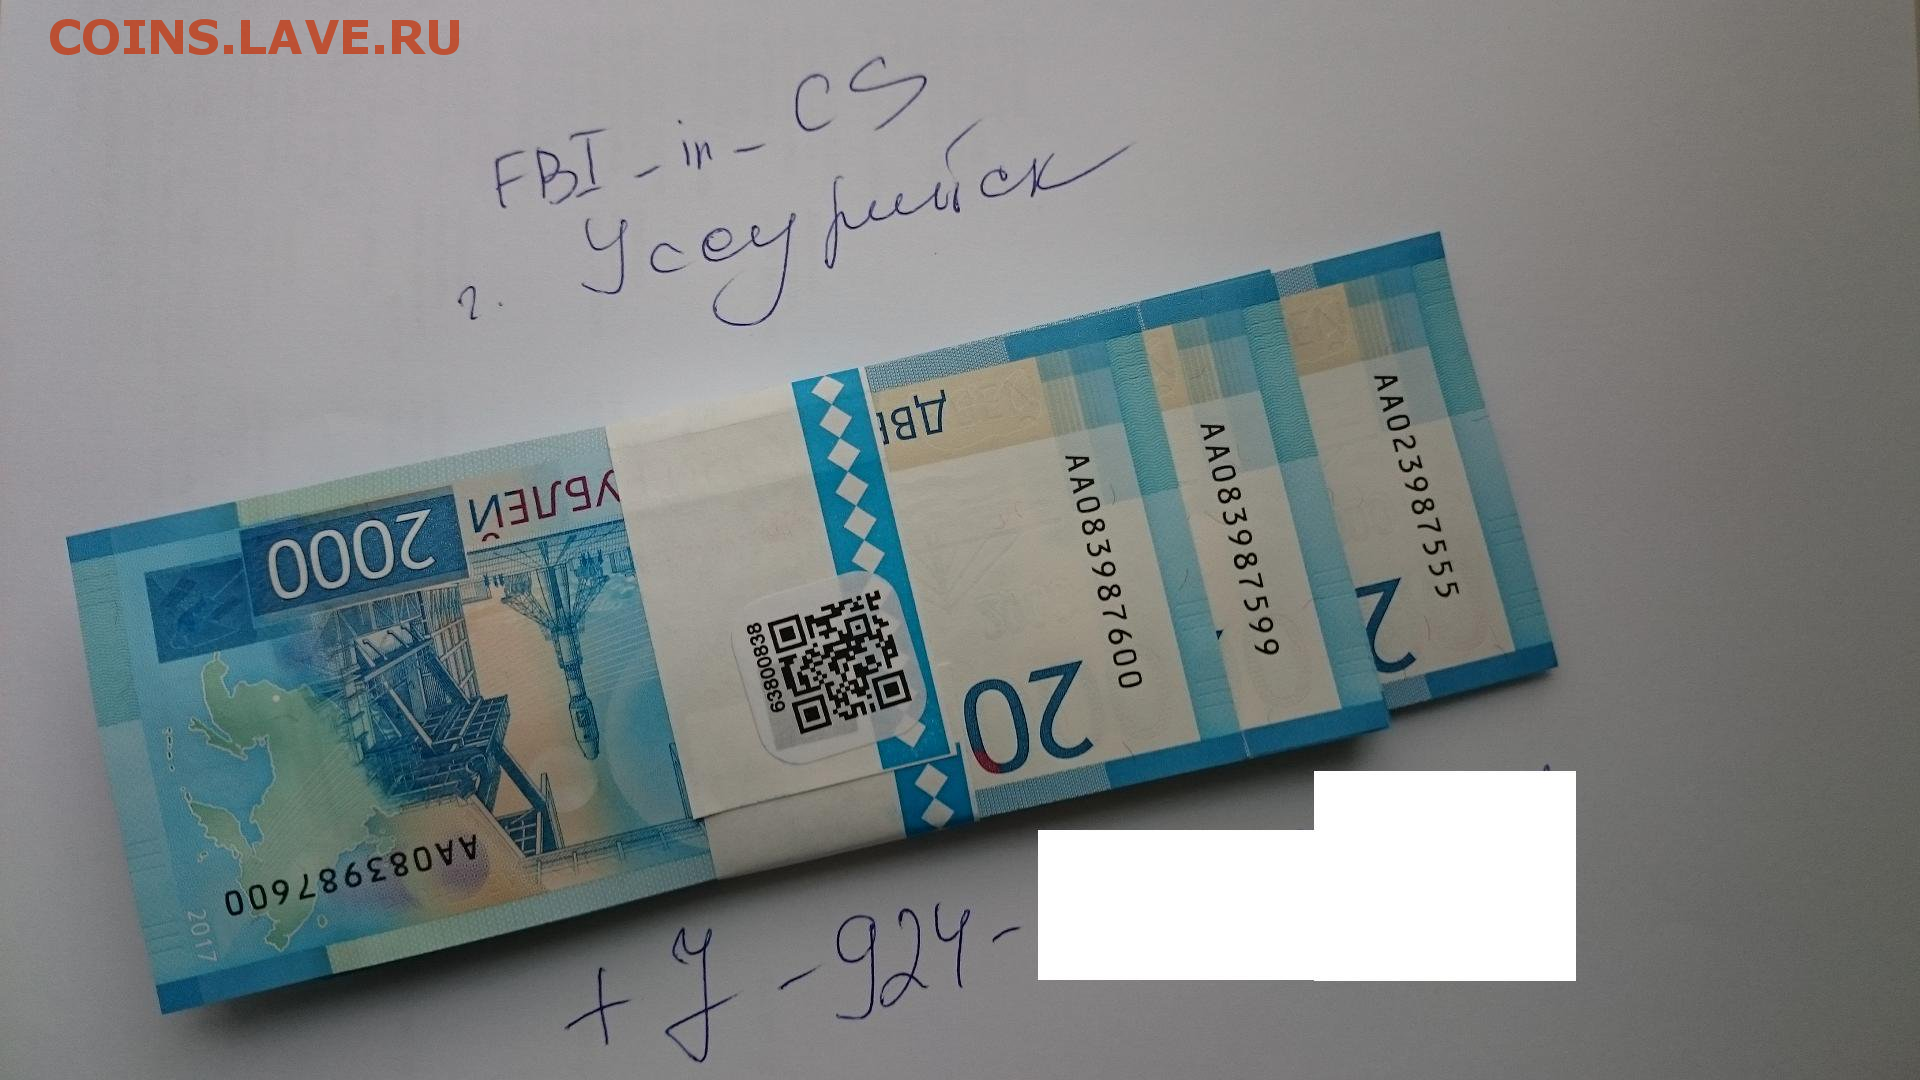 COINS.LAVE.RU
FBI-in-CS
г. Уссурийск
2000
РУБЛЕЙ
АА083987600
2017
63800838
ДВЕ
20
АА083987600
АА083987599
АА023987555
2
+7-924-